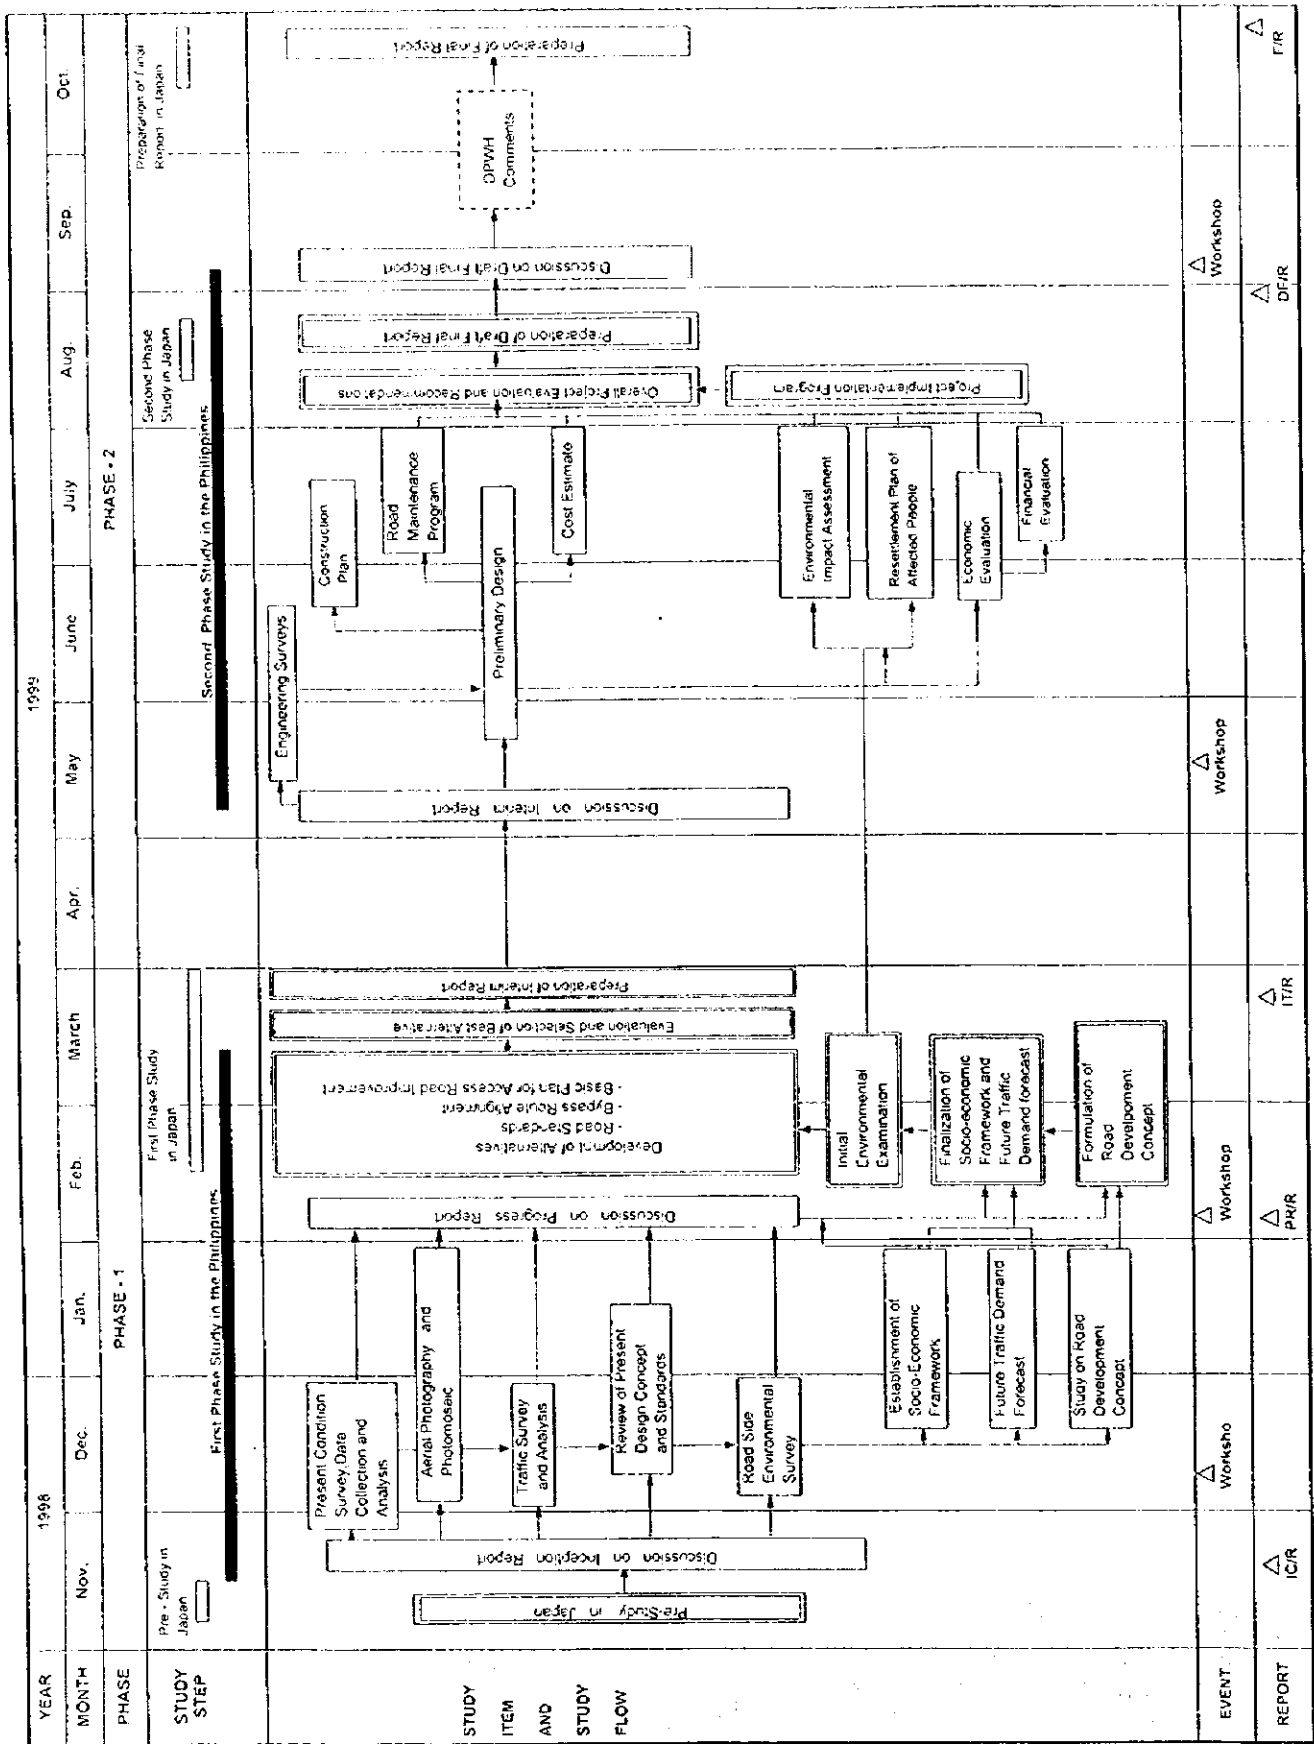 YEAR
1998
1999
MONTH
Nov.
Dec.
Jan.
Feb.
March
Apr.
May
June
July
Aug.
Sep.
Oct.
PHASE
PHASE - 1
PHASE - 2
STUDY
STEP
Pre - Study in
Japan
First Phase Study in the Philippines
First Phase Study
in Japan
Second Phase Study in the Philippines
Second Phase
Study in Japan
Preparation of Final
Report in Japan
STUDY
ITEM
AND
STUDY
FLOW
Pre-Study in Japan
Discussion on Inception Report
Present Condition
Survey Data
Collection and
Analysis
Aerial Photography and
Photomosaic
Traffic Survey
and Analysis
Review of Present
Design Concept
and Standards
Road Side
Environmental
Survey
Establishment of
Socio-Economic
Framework
Future Traffic Demand
Forecast
Study on Road
Development
Concept
Discussion on Progress Report
Development of Alternatives
- Road Standards
- Bypass Route Alignment
- Basic Plan for Access Road Improvement
Initial
Environmental
Examination
Finalization of
Socio-economic
Framework and
Future Traffic
Demand forecast
Formulation of
Road
Develpoment
Concept
Evaluation and Selection of Best Alternative
Preparation of Interim Report
Discussion on Interim Report
Engineering Surveys
Preliminary Design
Construction
Plan
Road
Maintenance
Program
Cost Estimate
Environmental
Impact Assessment
Resettlement Plan of
Affected People
Economic
Evaluation
Financial
Evaluation
Overall Project Evaluation and Recommendations
Project Implementation Program
Preparation of Draft Final Report
Discussion on Draft Final Report
DPWH
Comments
Preparation of Final Report
EVENT
Worksho
Workshop
Workshop
Workshop
REPORT
IC/R
PR/R
IT/R
DF/R
F/R